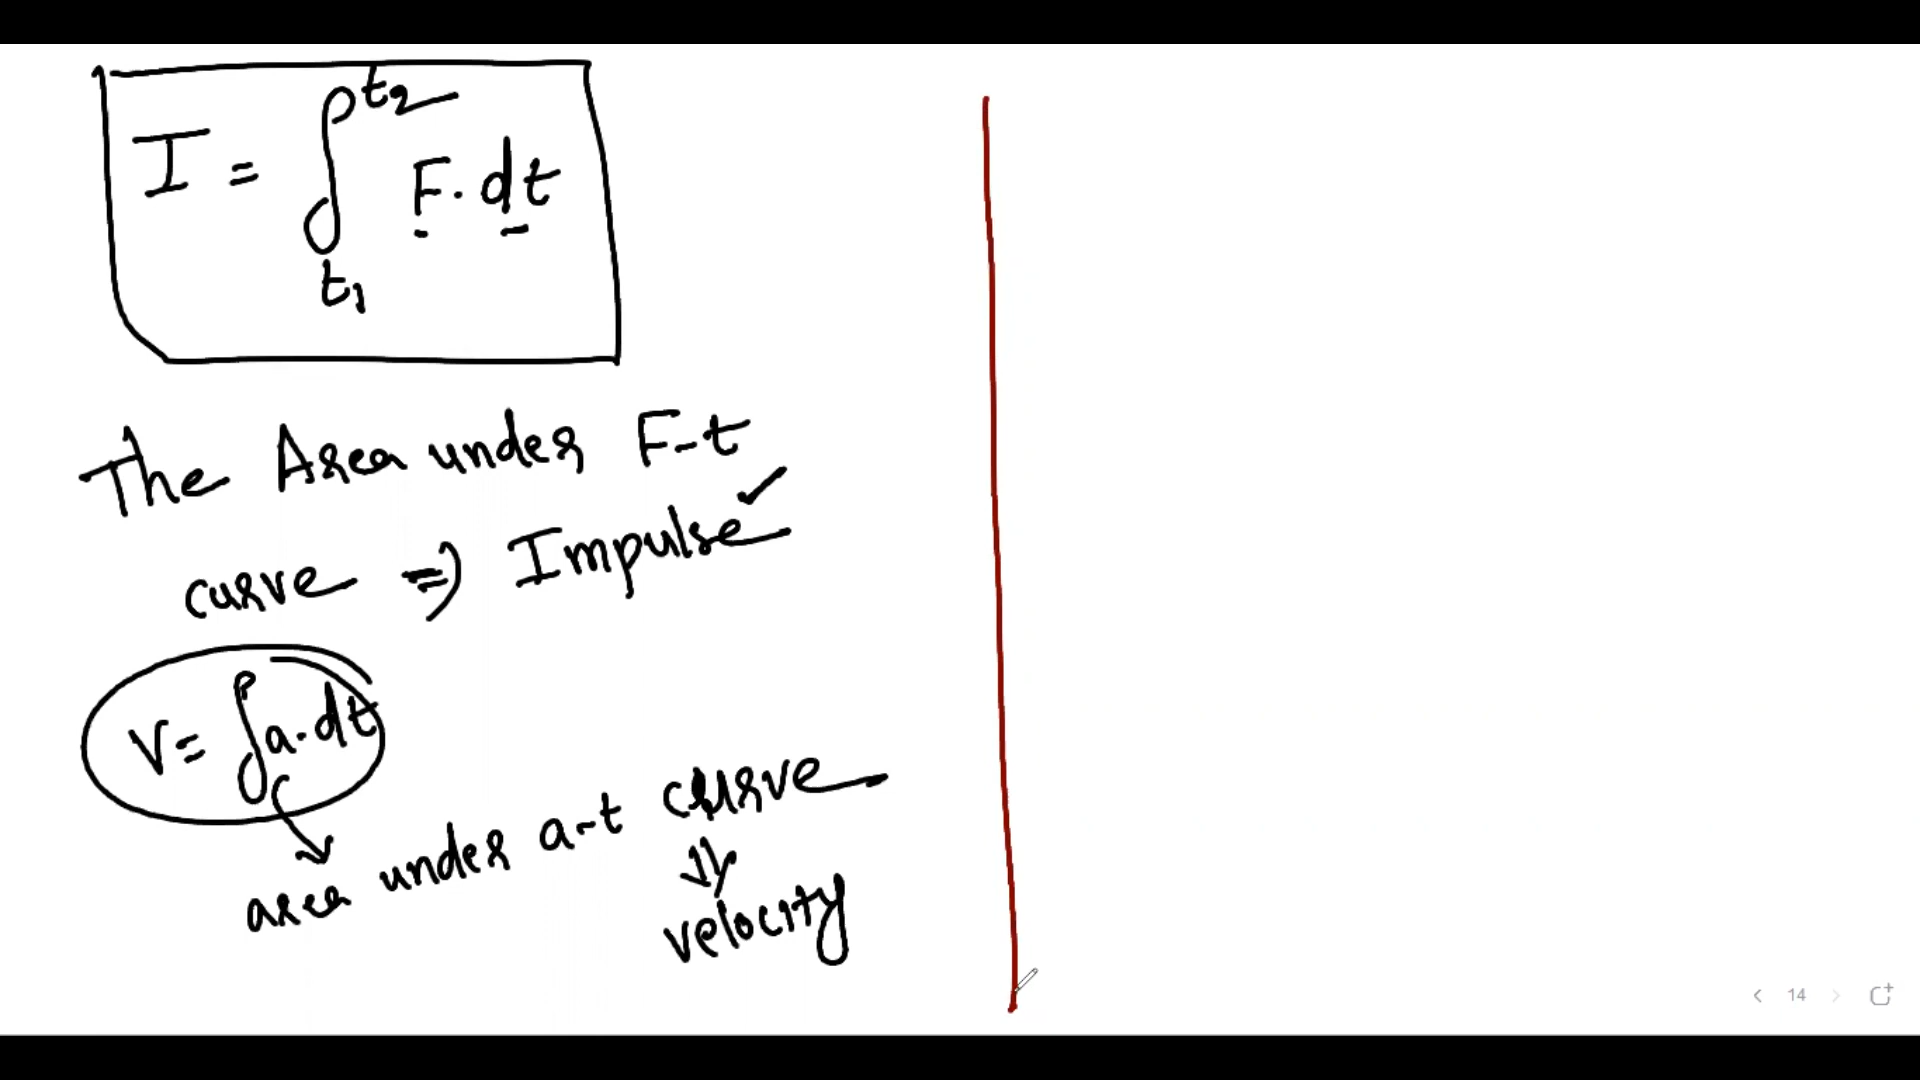 I = ∫ t2 t1 F. dt
The Area under F-t
curve ⇒ Impulse ✓
V = ∫a.dt
area under a-t curve
⇓
velocity
< 14 >